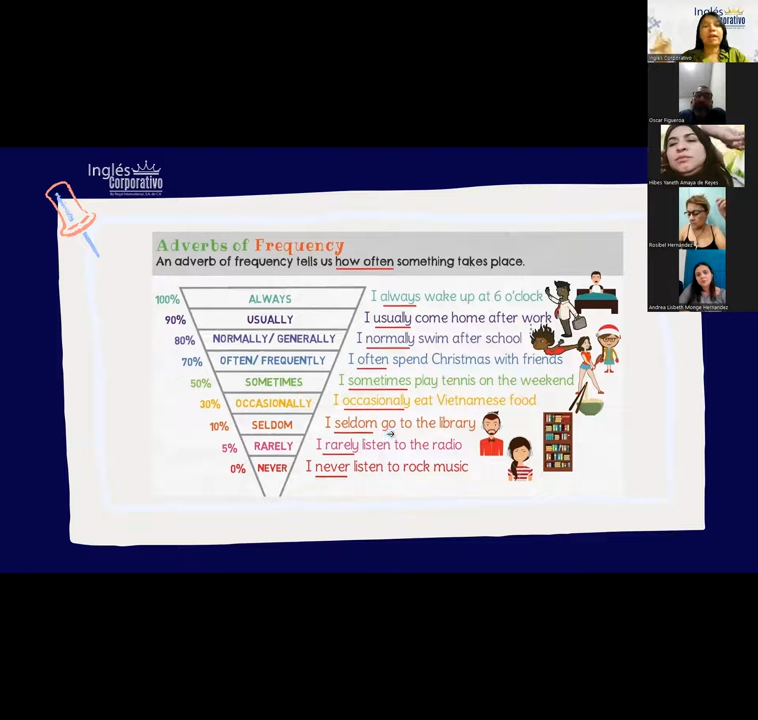 Inglés
Corporativo
Inglés
Corporativo
Inglés Corporativo
Oscar Figueroa
Hibes Yaneth Amaya de Reyes
Rosibel Hernández
Andrea Lisbeth Monge Hernandez
Adverbs of Frequency
An adverb of frequency tells us how often something takes place.
100% ALWAYS I always wake up at 6 o'clock
90% USUALLY I usually come home after work
80% NORMALLY/ GENERALLY I normally swim after school
70% OFTEN/ FREQUENTLY I often spend Christmas with friends
50% SOMETIMES I sometimes play tennis on the weekend
30% OCCASIONALLY I occasionally eat Vietnamese food
10% SELDOM I seldom go to the library
5% RARELY I rarely listen to the radio
0% NEVER I never listen to rock music